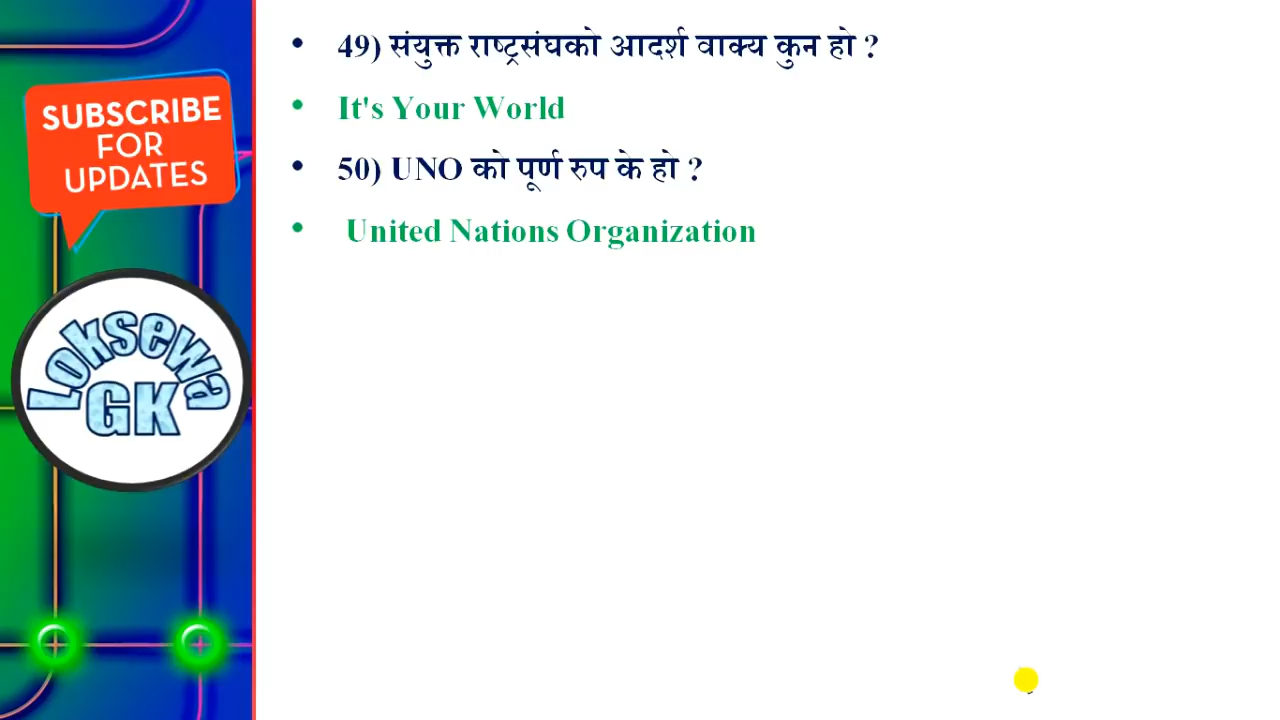 SUBSCRIBE
FOR
UPDATES
Loksewa
GK
• 49) संयुक्त राष्ट्रसंघको आदर्श वाक्य कुन हो ?
• It's Your World
• 50) UNO को पूर्ण रुप के हो ?
• United Nations Organization